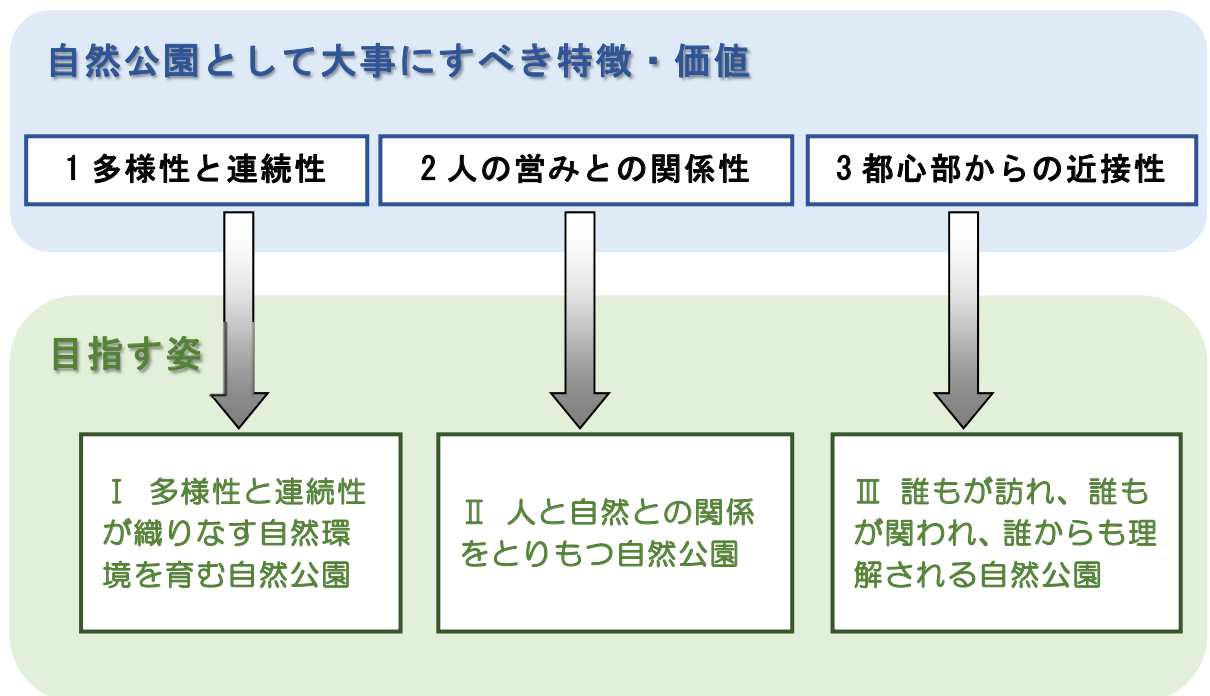 自然公園として大事にすべき特徴・価値
1 多様性と連続性
2 人の営みとの関係性
3 都心部からの近接性
目指す姿
Ⅰ 多様性と連続性
が織りなす自然環
境を育む自然公園
Ⅱ 人と自然との関係
をとりもつ自然公園
Ⅲ 誰もが訪れ、誰も
が関われ、誰からも理
解される自然公園